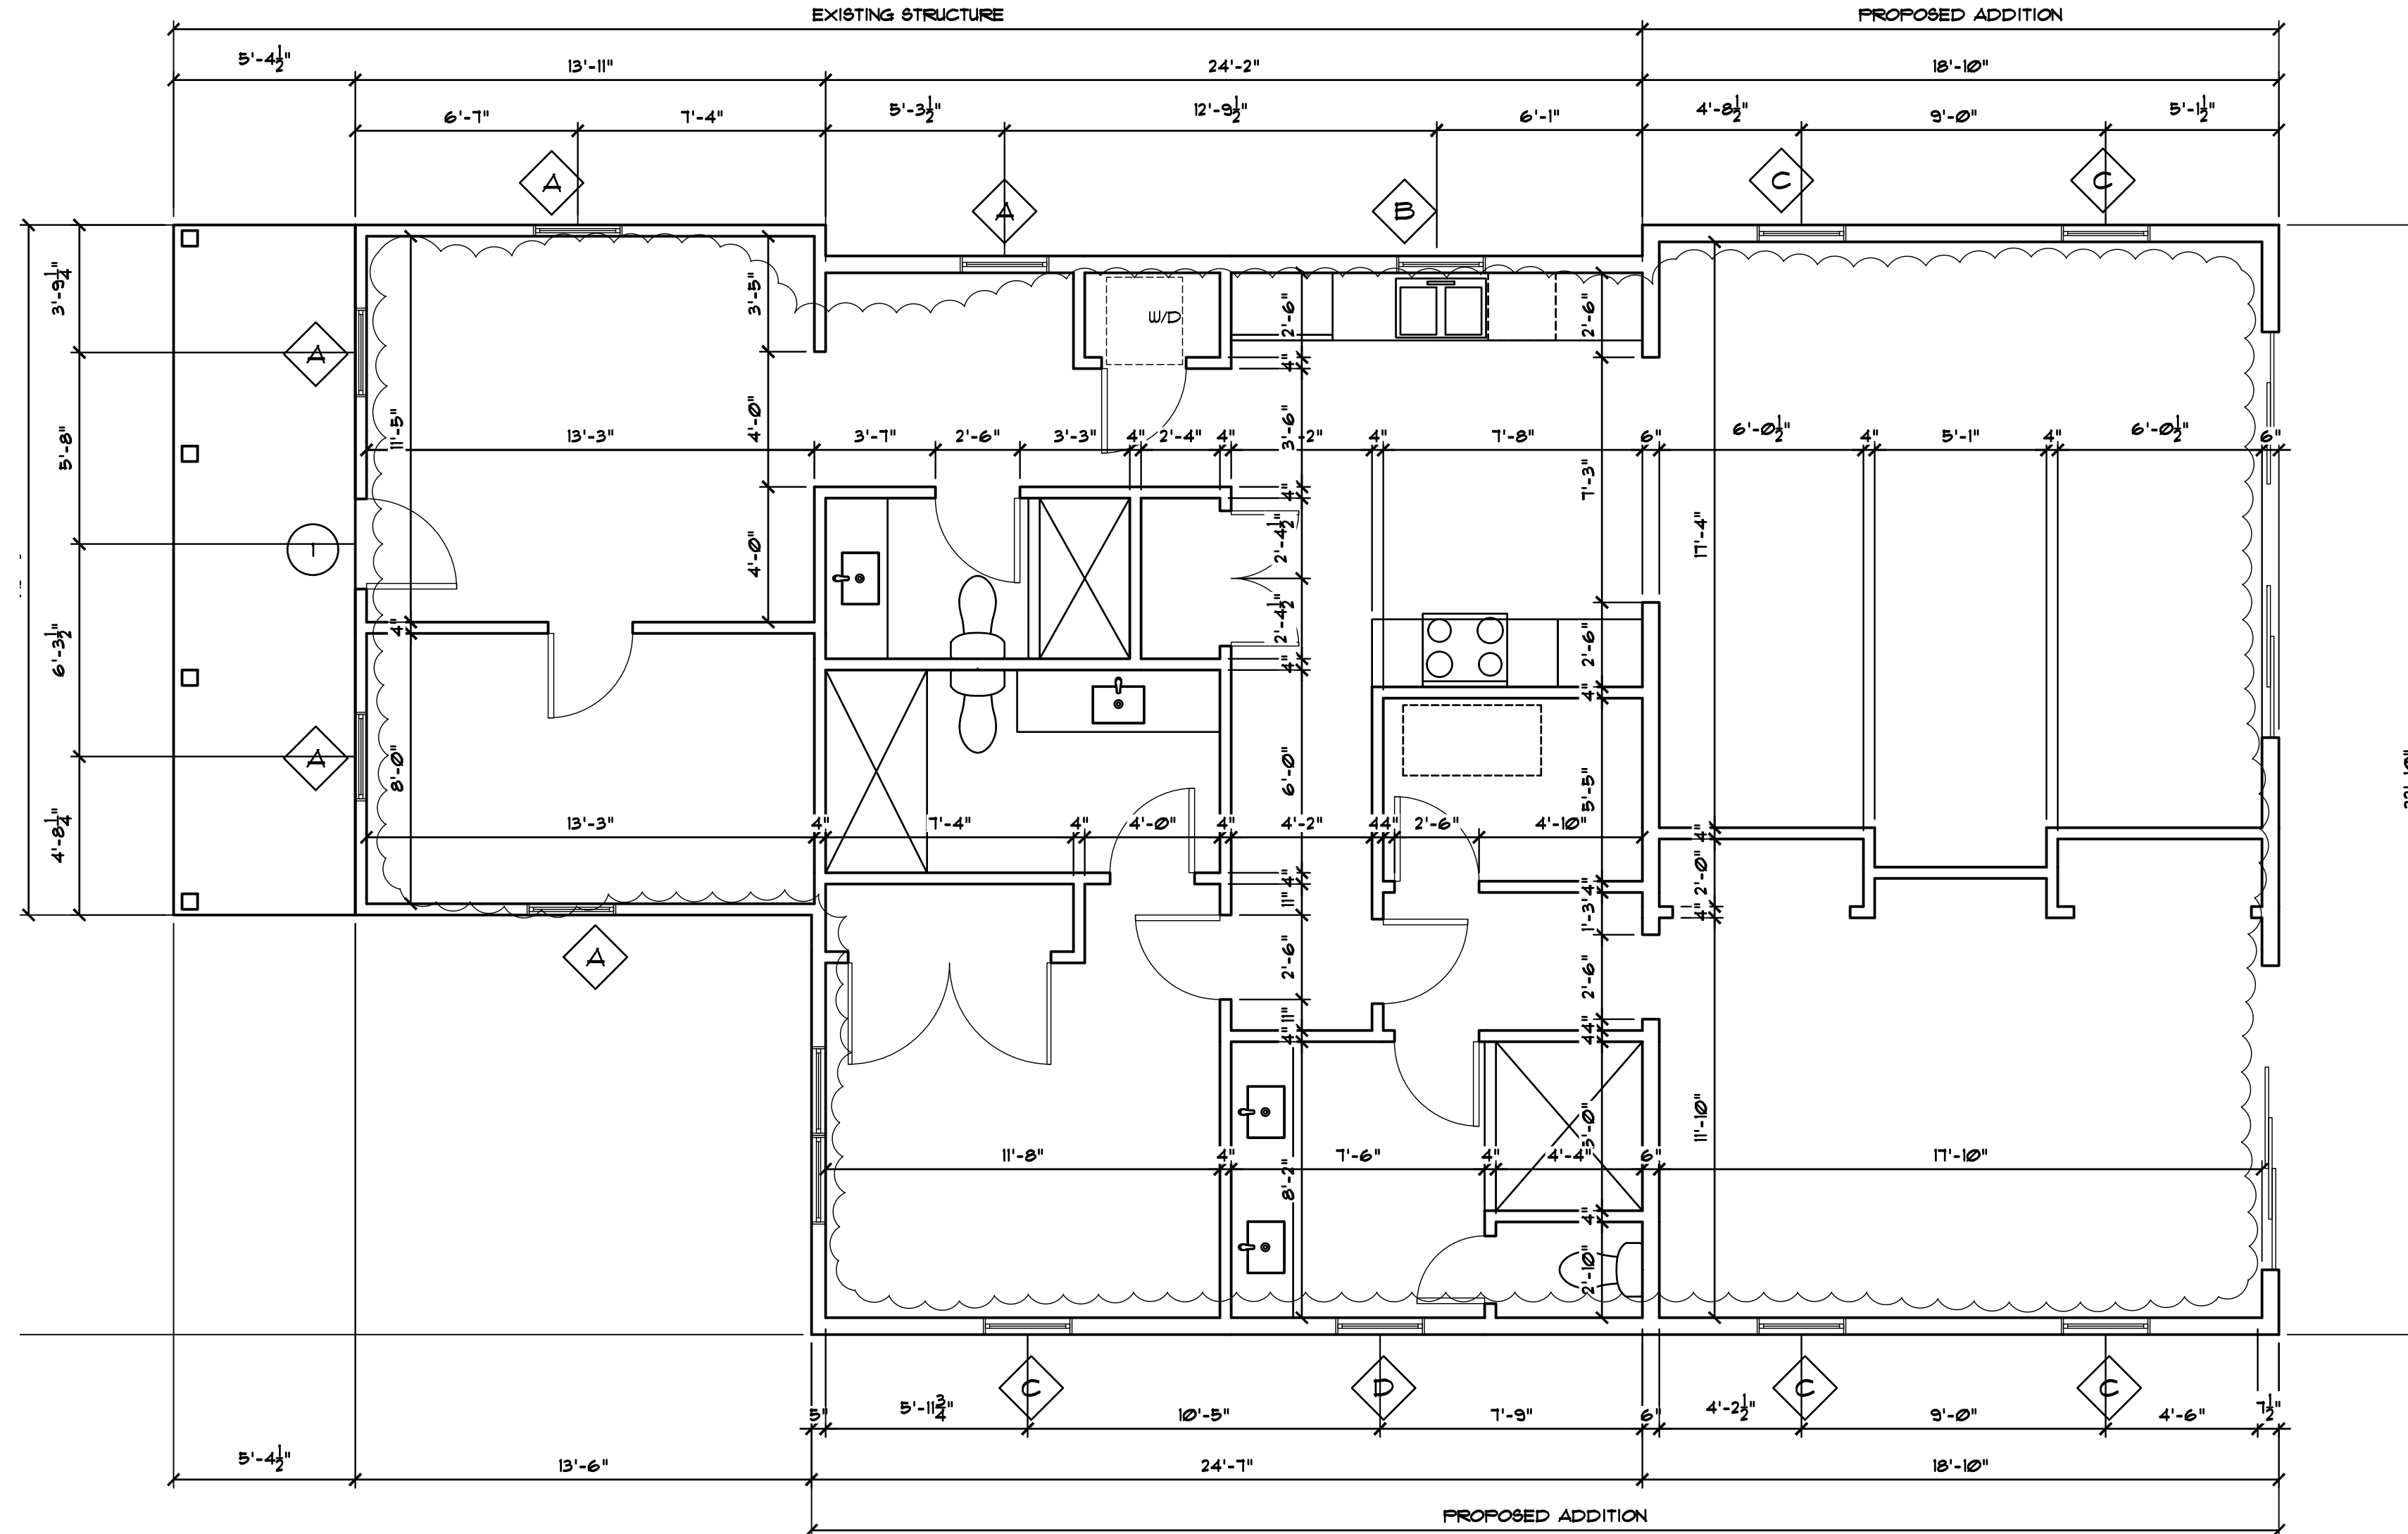 EXISTING STRUCTURE PROPOSED ADDITION
5'-4½" 13'-11" 24'-2" 18'-10"
6'-7" 7'-4" 5'-3½" 12'-9½" 6'-1" 4'-8½" 9'-0" 5'-1½"
A A B C C
3'-9¼" 3'-5" 2'-6" 2'-6"
W/D
A 4"
5'-8" 11'-5" 4'-0" 3'-6"
13'-3" 3'-7" 2'-6" 3'-3" 4" 2'-4" 4" -2" 4" 7'-8" 6" 6'-0½" 4" 5'-1" 4" 6'-0½" 6"
7'-3" 4"
1 4'-0" 2'-4½" 17'-4"
6'-3½" 4" 2'-4½" 2'-6"
4" 4"
A 8'-0" 6'-0" 5'-5"
4'-8¼" 13'-3" 4" 7'-4" 4" 4'-0" 4" 4'-2" 4 4" 2'-6" 4'-10" 4"
4" 4" 2'-0"
11" 1'-3" 4"
A 2'-6" 2'-6"
11" 4"
4" 4"
5'-0" 11'-10"
11'-8" 4" 7'-6" 4" 4'-4" 6" 17'-10"
8'-2"
4"
2'-10"
C D C C
5" 5'-11¾" 10'-5" 7'-9" 6" 4'-2½" 9'-0" 4'-6" 7½"
5'-4½" 13'-6" 24'-7" 18'-10"
PROPOSED ADDITION